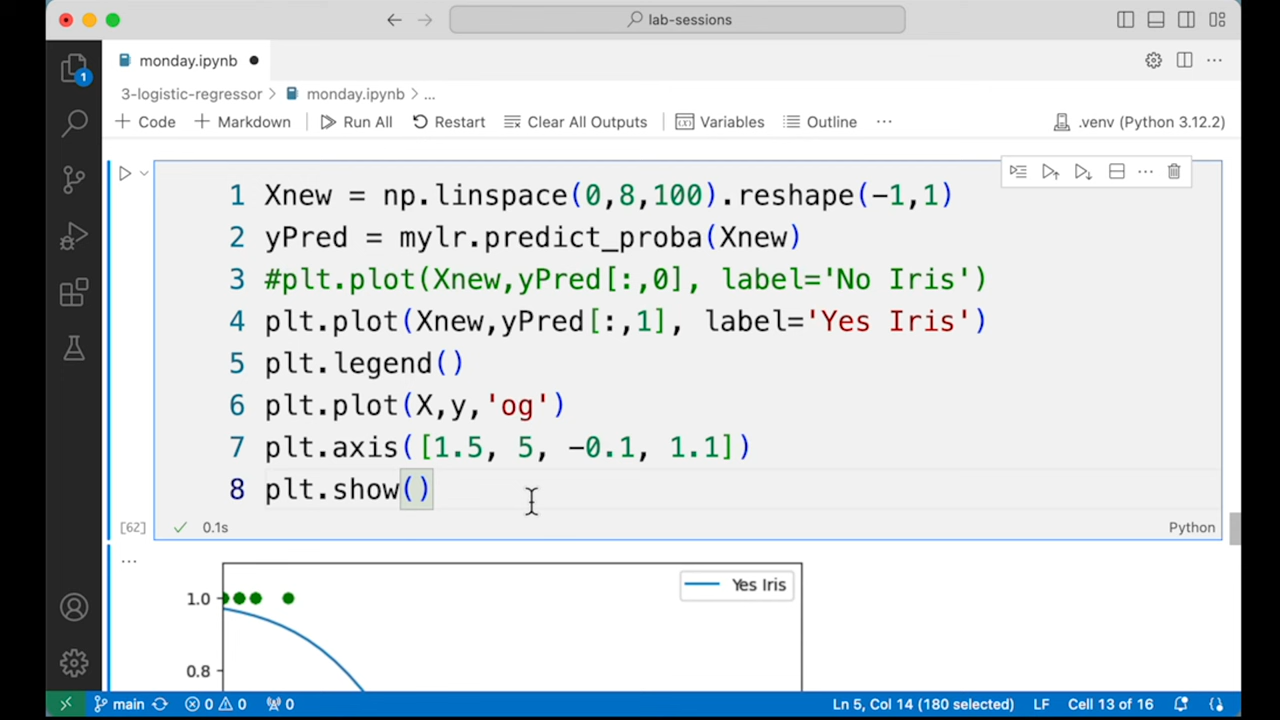 lab-sessions
monday.ipynb
1
3-logistic-regressor > monday.ipynb > ...
+ Code + Markdown Run All Restart Clear All Outputs Variables Outline ... .venv (Python 3.12.2)
1 Xnew = np.linspace(0,8,100).reshape(-1,1)
2 yPred = mylr.predict_proba(Xnew)
3 #plt.plot(Xnew,yPred[:,0], label='No Iris')
4 plt.plot(Xnew,yPred[:,1], label='Yes Iris')
5 plt.legend()
6 plt.plot(X,y,'og')
7 plt.axis([1.5, 5, -0.1, 1.1])
8 plt.show()
[62] ✓ 0.1s Python
Yes Iris
1.0
0.8
main 0 0 0 Ln 5, Col 14 (180 selected) LF Cell 13 of 16